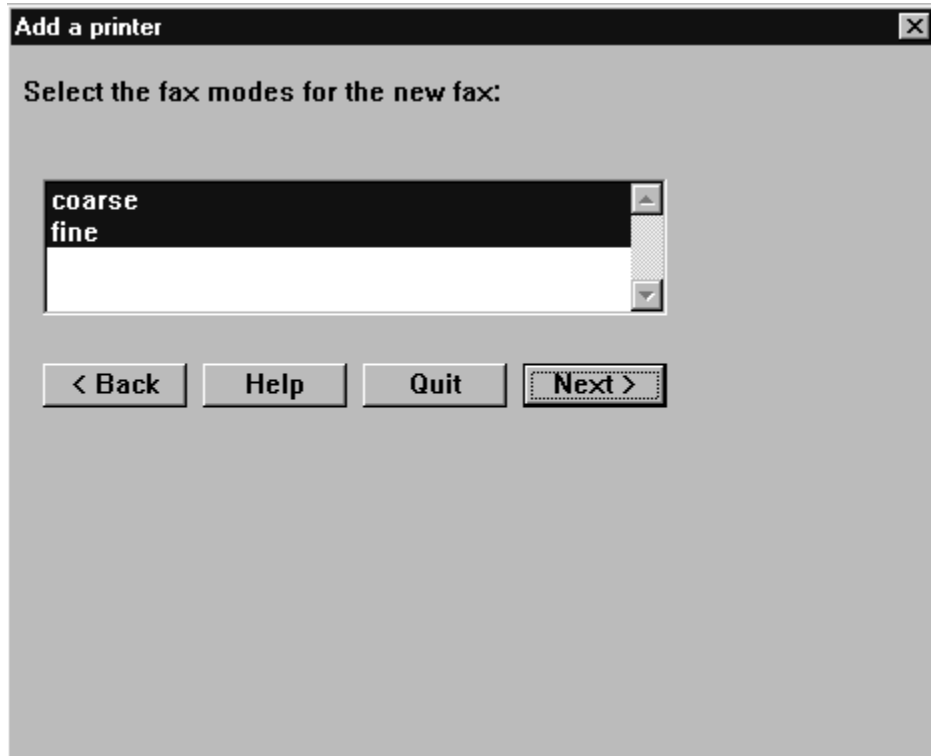 Add a printer
Select the fax modes for the new fax:
coarse
fine
< Back Help Quit Next >